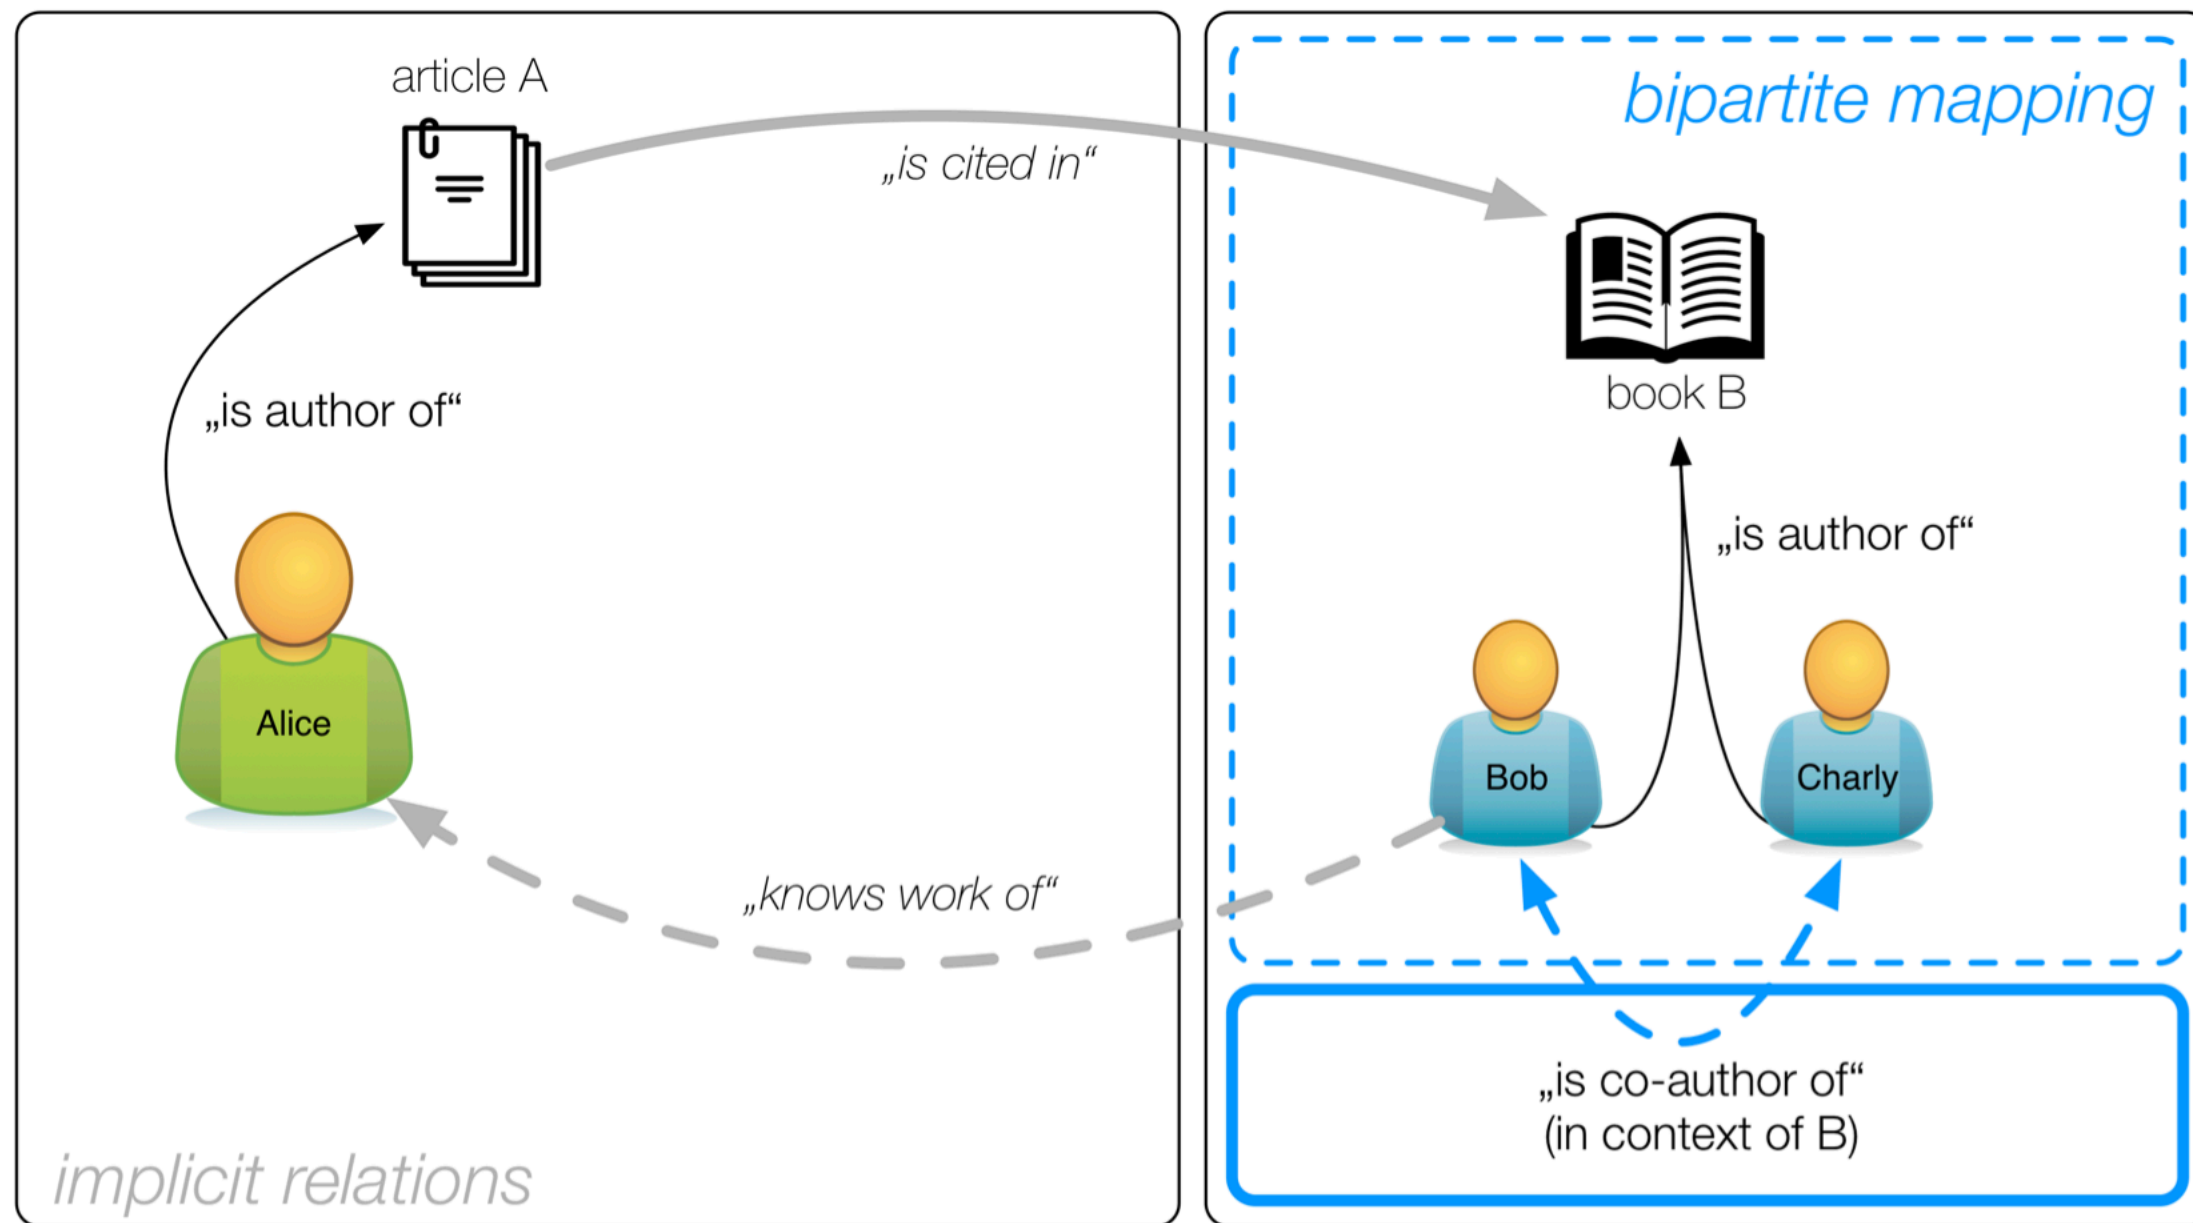 article A
„is cited in“
„is author of“
Alice
„knows work of“
implicit relations
bipartite mapping
book B
„is author of“
Bob
Charly
„is co-author of“
(in context of B)